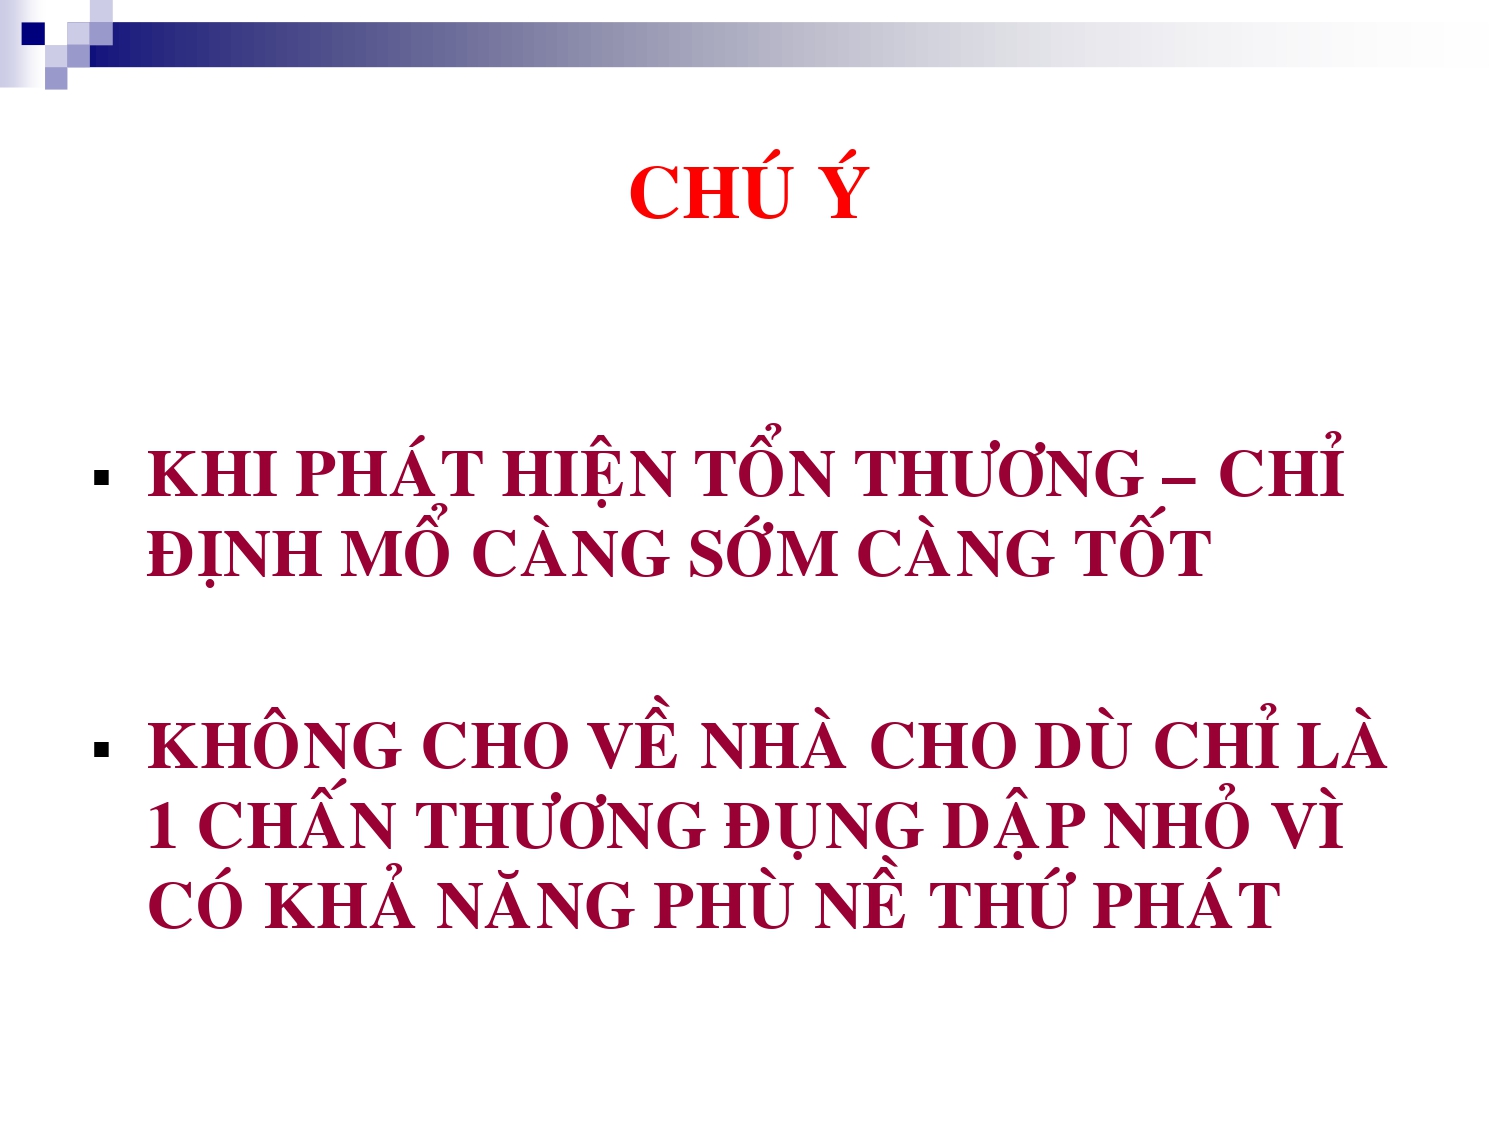 CHÚ Ý
▪ KHI PHÁT HIỆN TỔN THƯƠNG – CHỈ
ĐỊNH MỔ CÀNG SỚM CÀNG TỐT
▪ KHÔNG CHO VỀ NHÀ CHO DÙ CHỈ LÀ
1 CHẤN THƯƠNG ĐỤNG DẬP NHỎ VÌ
CÓ KHẢ NĂNG PHÙ NỀ THỨ PHÁT